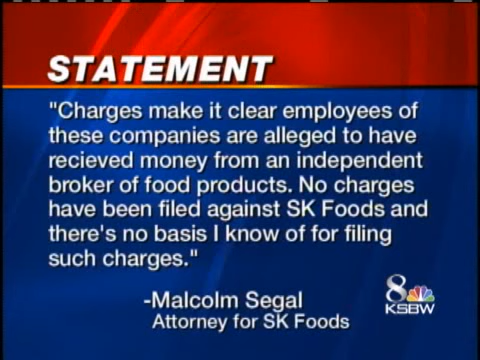 STATEMENT
"Charges make it clear employees of
these companies are alleged to have
recieved money from an independent
broker of food products. No charges
have been filed against SK Foods and
there's no basis I know of for filing
such charges."
-Malcolm Segal
Attorney for SK Foods
8
KSBW